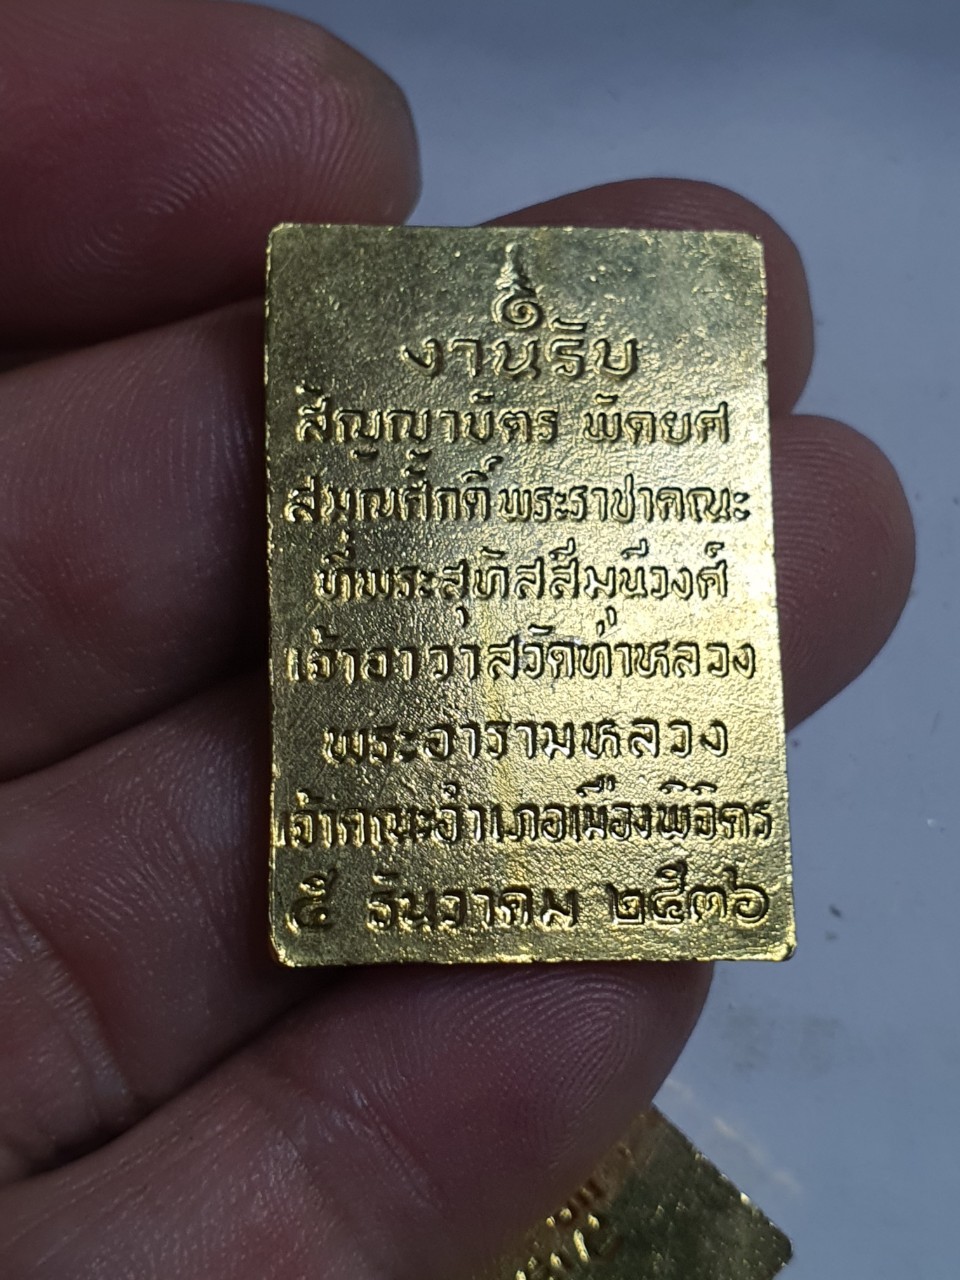 งานรับ
สัญญาบัตร พัดยศ
สมณศักดิ์พระราชาคณะ
ที่พระสุทัสสีมุนีวงศ์
เจ้าอาวาสวัดท่าหลวง
พระอารามหลวง
เจ้าคณะอำเภอเมืองพิจิตร
๕ ธันวาคม ๒๕๓๖